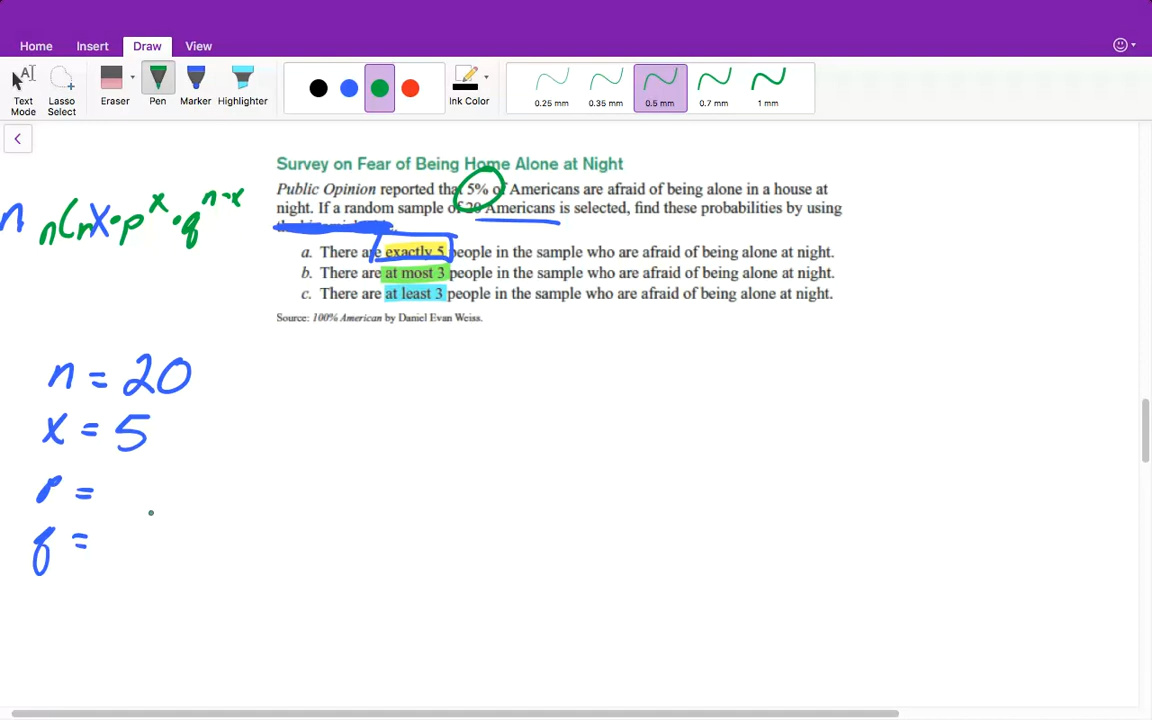 Home Insert Draw View
Text Mode Lasso Select Eraser Pen Marker Highlighter Ink Color 0.25 mm 0.35 mm 0.5 mm 0.7 mm 1 mm
Survey on Fear of Being Home Alone at Night
Public Opinion reported that 5% of Americans are afraid of being alone in a house at
night. If a random sample of 20 Americans is selected, find these probabilities by using
a. There are exactly 5 people in the sample who are afraid of being alone at night.
b. There are at most 3 people in the sample who are afraid of being alone at night.
c. There are at least 3 people in the sample who are afraid of being alone at night.
Source: 100% American by Daniel Evan Weiss.
n = 20
x = 5
p =
q =